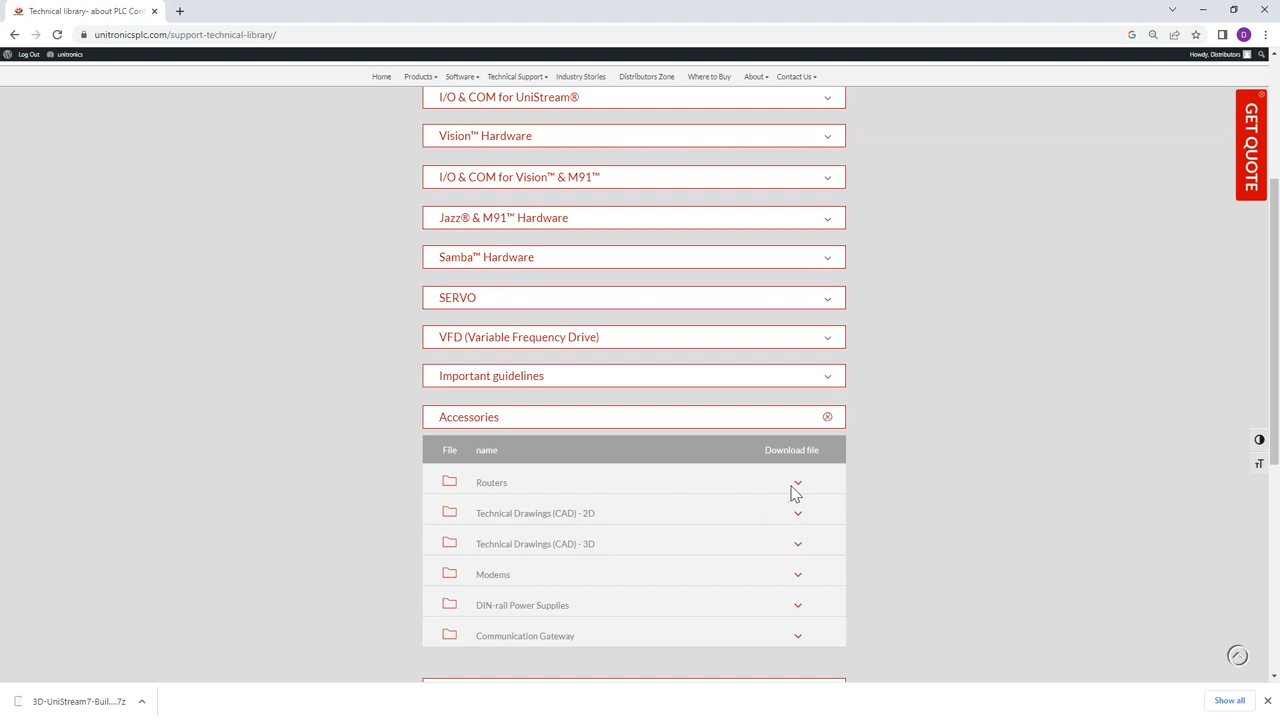 Technical library- about PLC Con
unitronicsplc.com/support-technical-library/
Log Out unitronics Howdy, Distributors
Home Products Software Technical Support Industry Stories Distributors Zone Where to Buy About Contact Us
I/O & COM for UniStream®
GET QUOTE
Vision™ Hardware
I/O & COM for Vision™ & M91™
Jazz® & M91™ Hardware
Samba™ Hardware
SERVO
VFD (Variable Frequency Drive)
Important guidelines
Accessories
File name Download file
Routers
Technical Drawings (CAD) - 2D
Technical Drawings (CAD) - 3D
Modems
DIN-rail Power Supplies
Communication Gateway
3D-UniStream7-Buil....7z
Show all